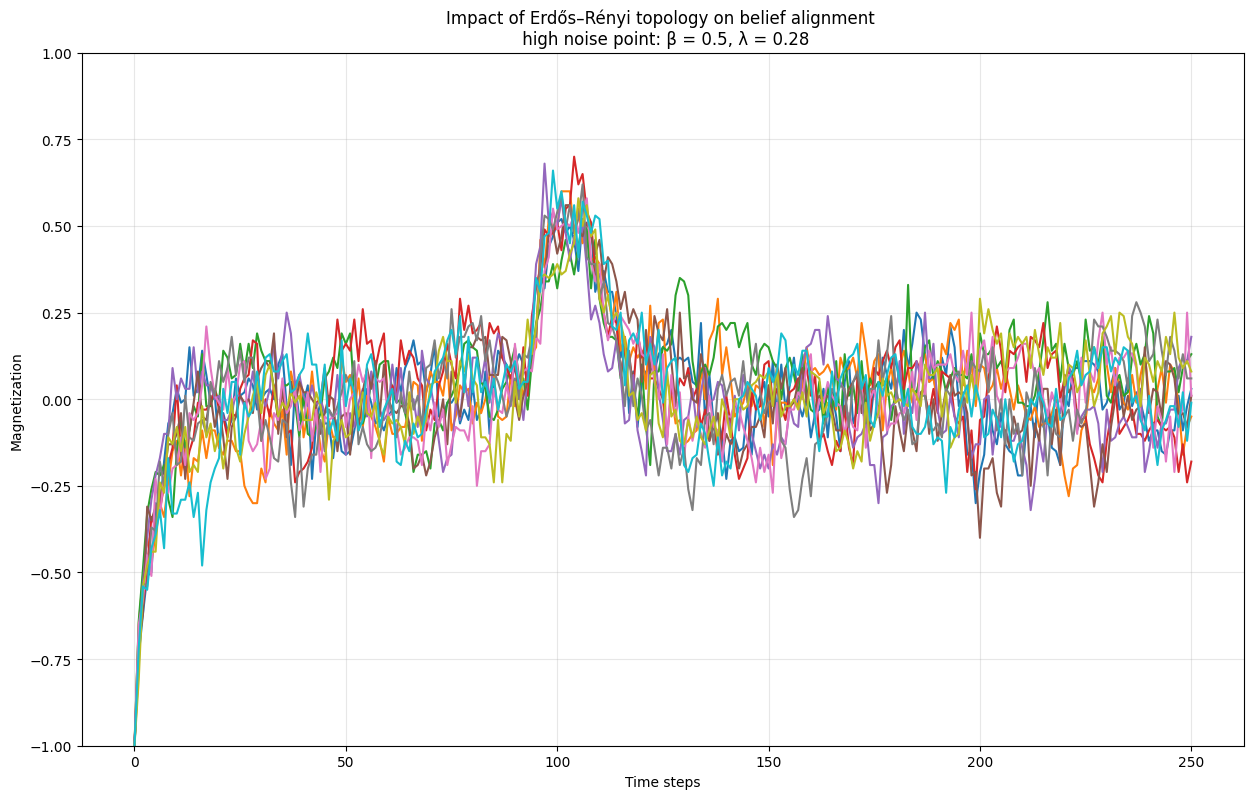 Impact of Erdős–Rényi topology on belief alignment
high noise point: β = 0.5, λ = 0.28
1.00
0.75
0.50
0.25
0.00
−0.25
−0.50
−0.75
−1.00
Magnetization
0 50 100 150 200 250
Time steps